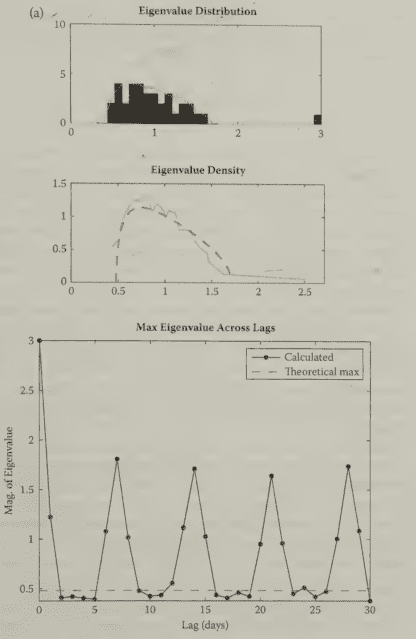 (a)
Eigenvalue Distribution
10
5
0
0 1 2 3
Eigenvalue Density
1.5
1
0.5
0
0 0.5 1 1.5 2 2.5
Max Eigenvalue Across Lags
3
2.5
2
1.5
1
0.5
Mag. of Eigenvalue
Calculated
Theoretical max
0 5 10 15 20 25 30
Lag (days)